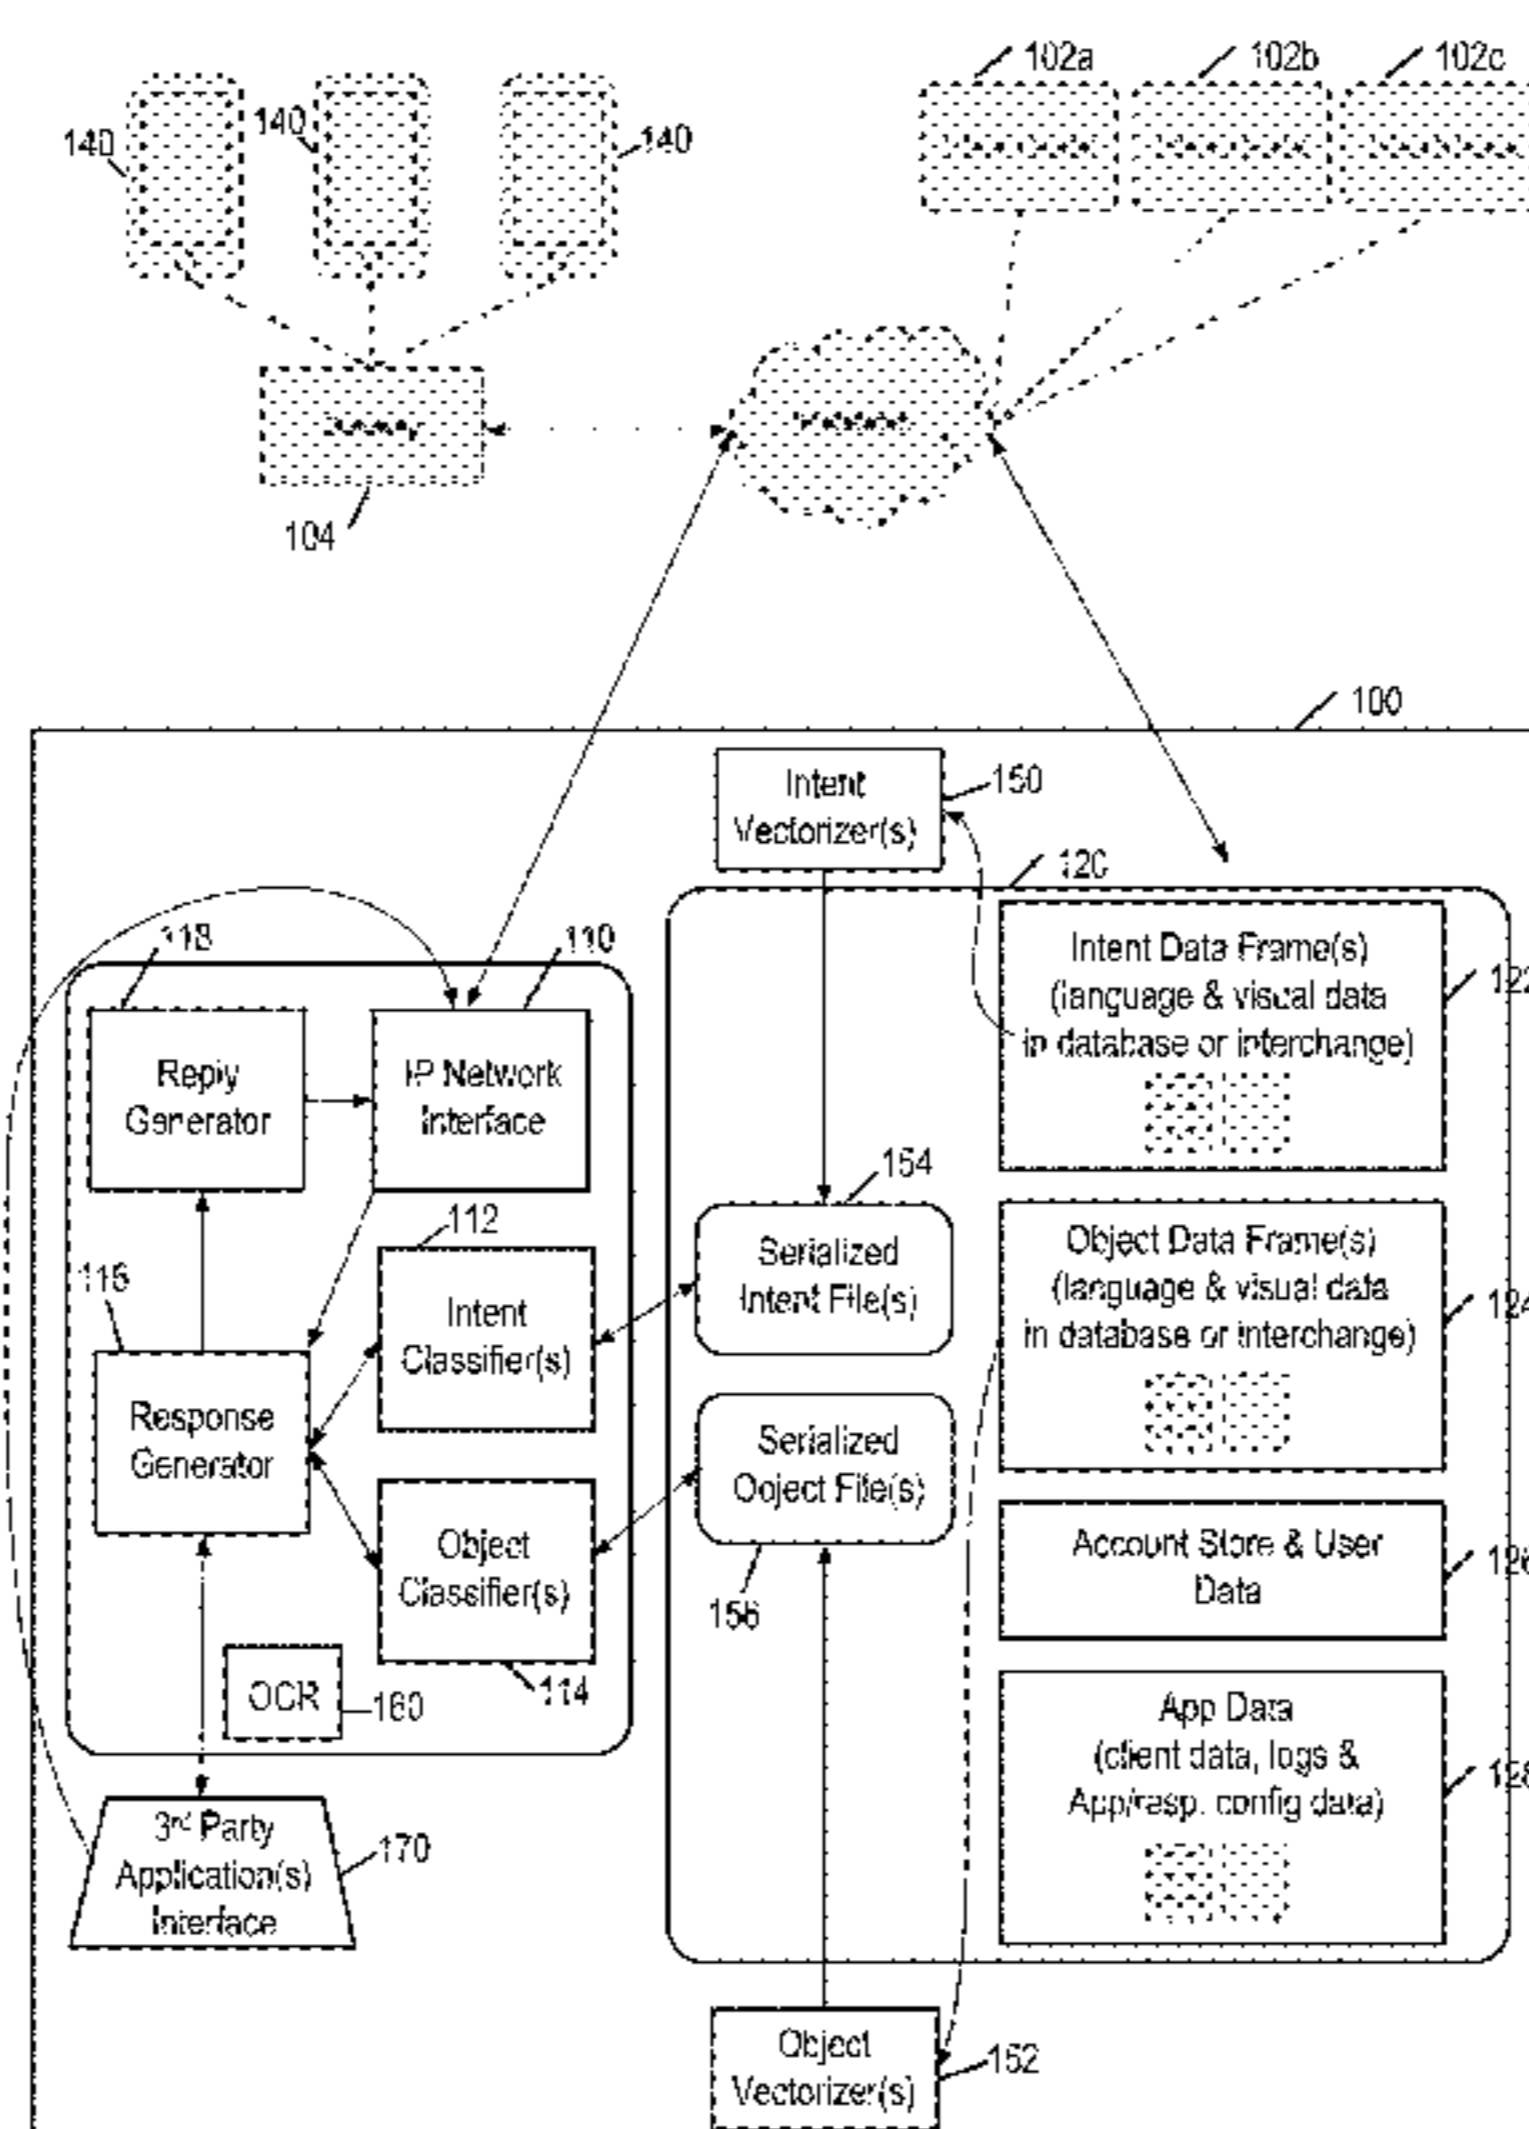 102a
102b
102c
140
140
140
104
100
Intent
Vectorizer(s)
150
120
118
110
Intent Data Frame(s)
(language & visual data
in database or interchange)
122
Reply
Generator
IP Network
Interface
154
112
Serialized
Intent File(s)
Object Data Frame(s)
(language & visual data
in database or interchange)
124
116
Intent
Classifier(s)
Response
Generator
Serialized
Object File(s)
Account Store & User
Data
126
Object
Classifier(s)
156
OCR
160
114
App Data
(client data, logs &
App/resp. config data)
128
3rd Party
Application(s)
Interface
170
Object
Vectorizer(s)
152